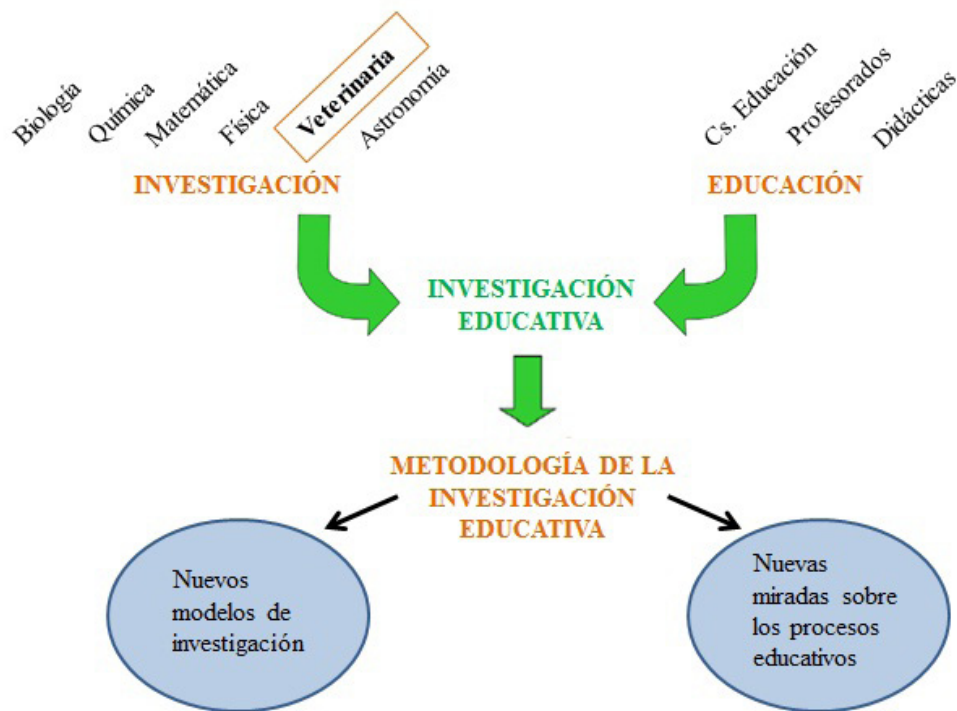 Biología
Química
Matemática
Física
Veterinaria
Astronomía
Cs. Educación
Profesorados
Didácticas
INVESTIGACIÓN
EDUCACIÓN
INVESTIGACIÓN
EDUCATIVA
METODOLOGÍA DE LA
INVESTIGACIÓN
EDUCATIVA
Nuevos
modelos de
investigación
Nuevas
miradas sobre
los procesos
educativos